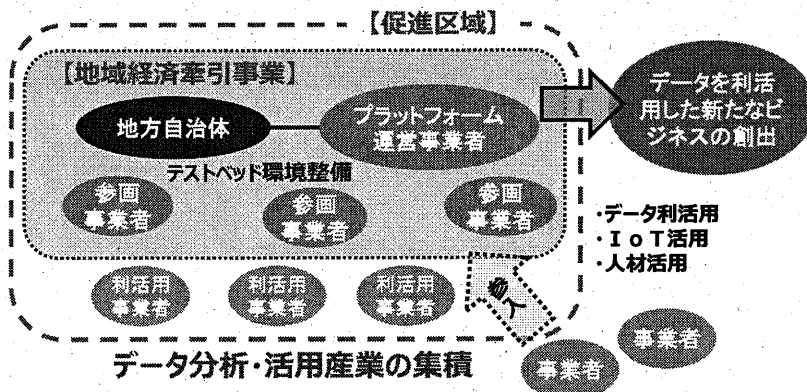 【促進区域】
【地域経済牽引事業】
地方自治体
プラットフォーム
運営事業者
データを利活
用した新たなビ
ジネスの創出
テストベッド環境整備
参画
事業者
参画
事業者
参画
事業者
・データ利活用
・ＩｏＴ活用
・人材活用
利活用
事業者
利活用
事業者
利活用
事業者
参入
データ分析・活用産業の集積
事業者
事業者